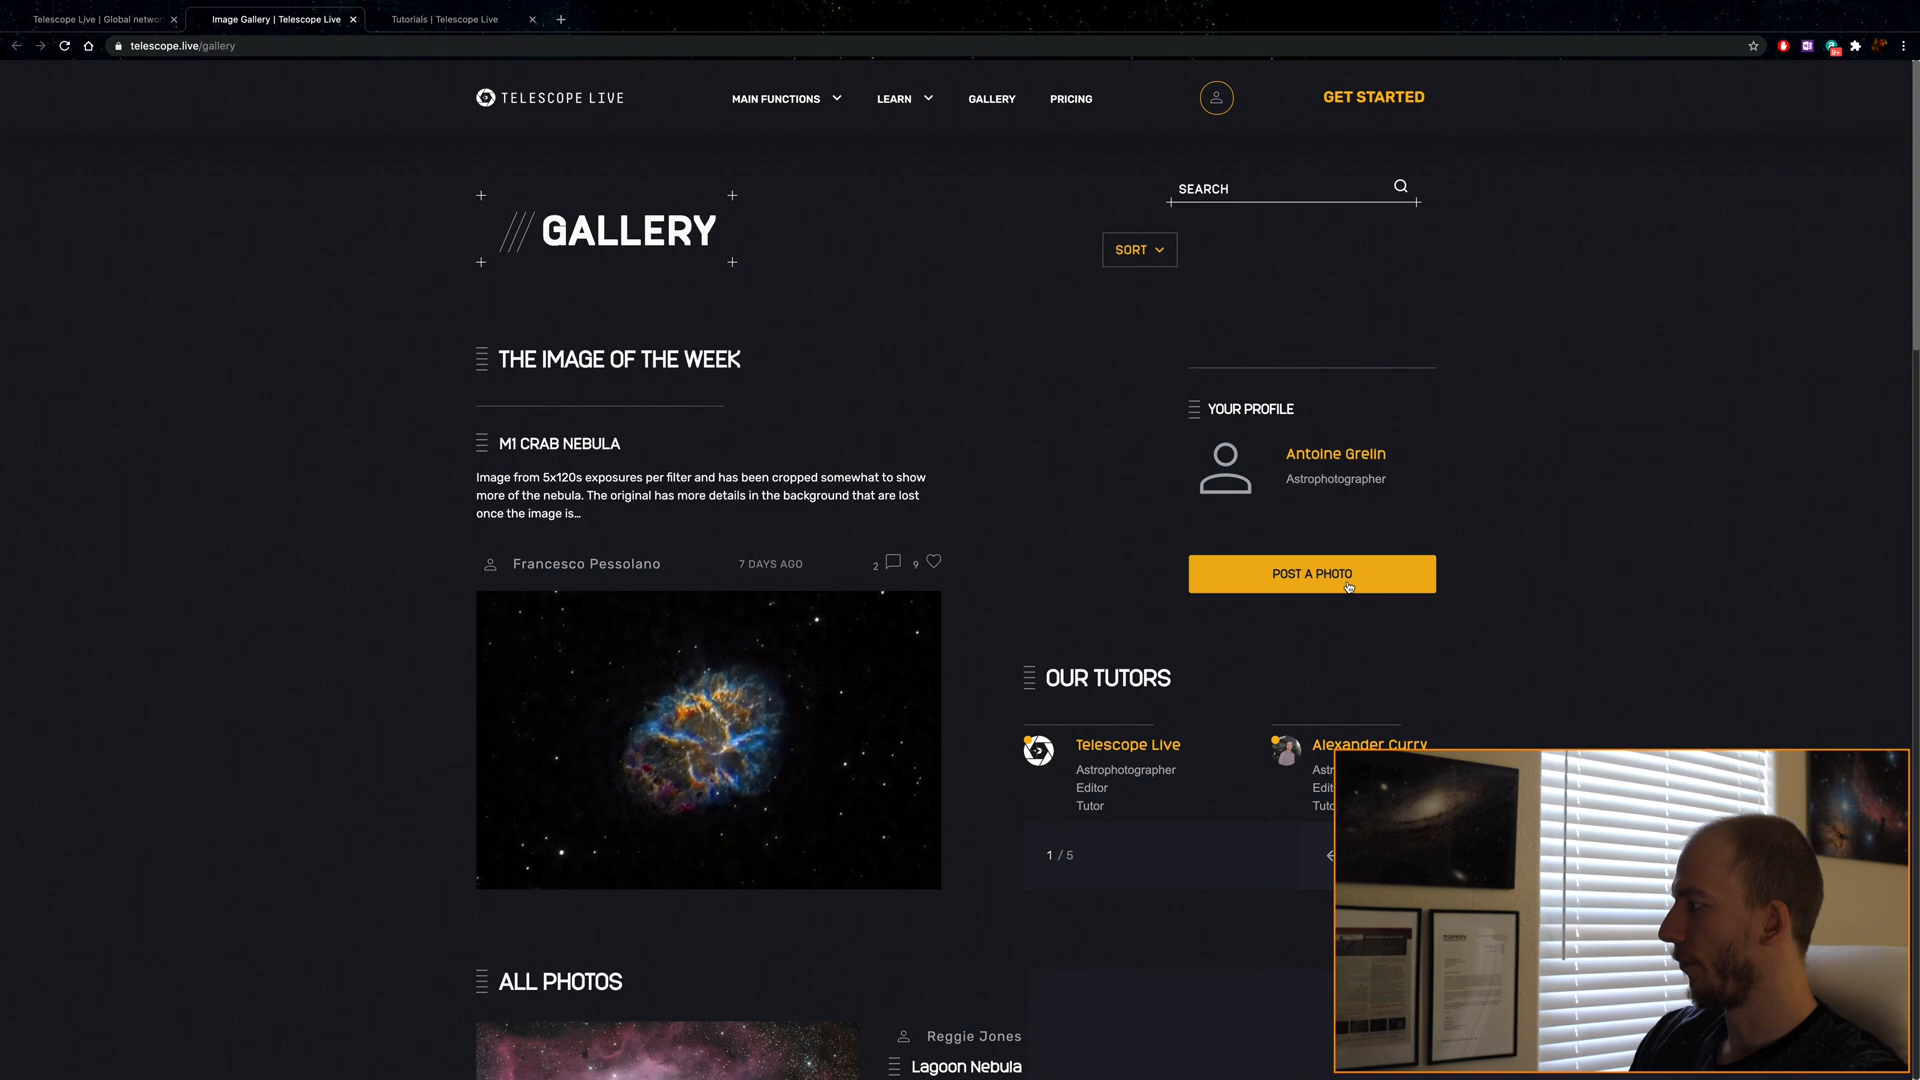 Telescope Live | Global networ
Image Gallery | Telescope Live
Tutorials | Telescope Live
telescope.live/gallery
9+
TELESCOPE LIVE
MAIN FUNCTIONS
LEARN
GALLERY
PRICING
GET STARTED
/// GALLERY
SEARCH
SORT
THE IMAGE OF THE WEEK
M1 CRAB NEBULA
Image from 5x120s exposures per filter and has been cropped somewhat to show
more of the nebula. The original has more details in the background that are lost
once the image is…
Francesco Pessolano
7 DAYS AGO
2
9
YOUR PROFILE
Antoine Grelin
Astrophotographer
POST A PHOTO
OUR TUTORS
Telescope Live
Astrophotographer
Editor
Tutor
Alexander Curry
Astr
Edit
Tuto
1 / 5
ALL PHOTOS
Reggie Jones
Lagoon Nebula